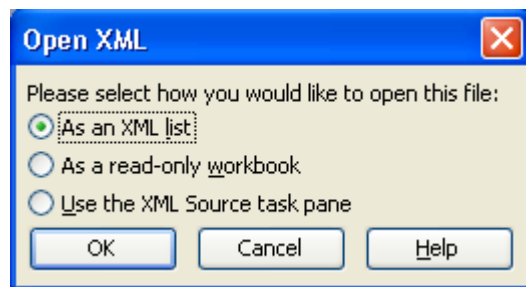 Open XML
Please select how you would like to open this file:
As an XML list
As a read-only workbook
Use the XML Source task pane
OK Cancel Help